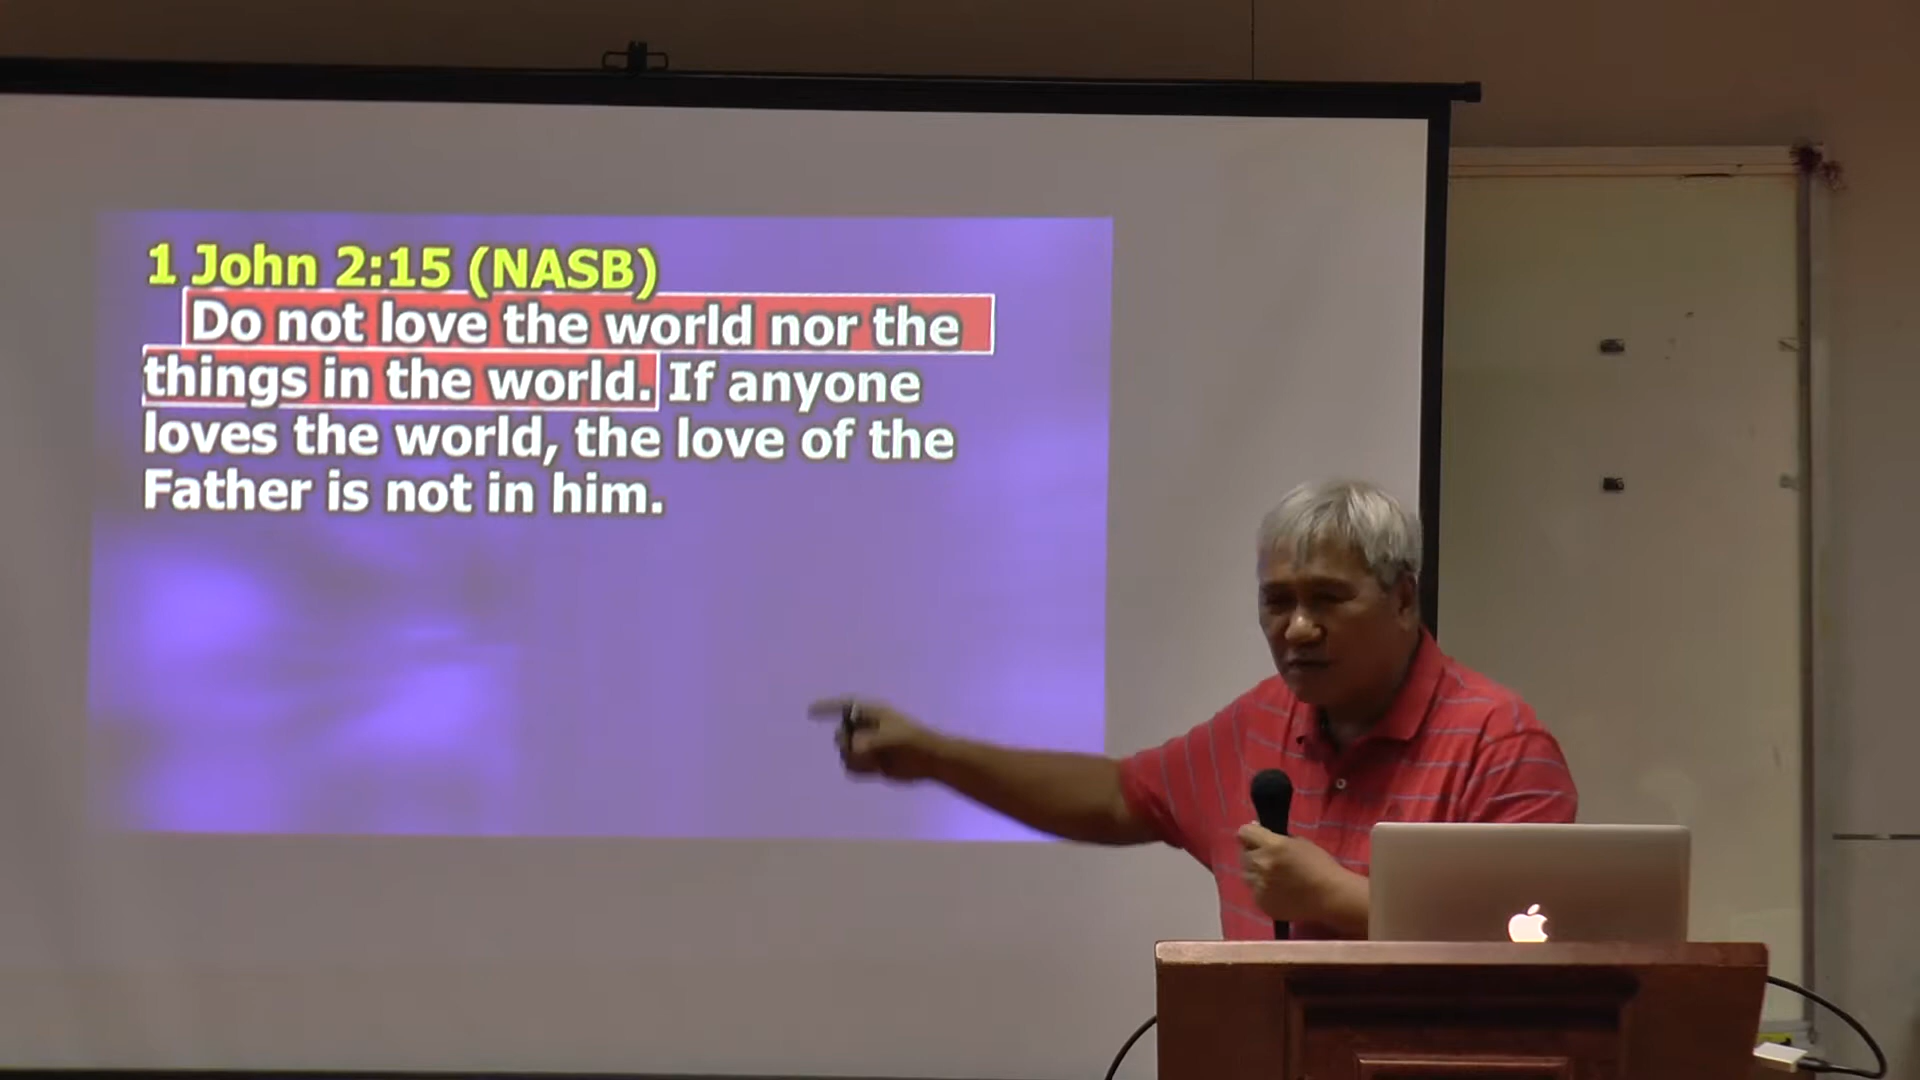 1 John 2:15 (NASB)
Do not love the world nor the
things in the world. If anyone
loves the world, the love of the
Father is not in him.